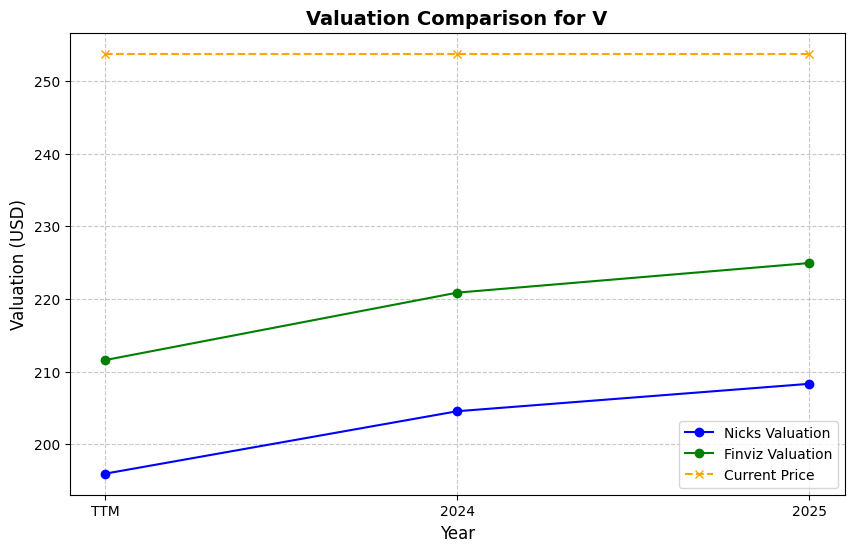 Valuation Comparison for V
Valuation (USD)
250
240
230
220
210
200
TTM
2024
2025
Year
Nicks Valuation
Finviz Valuation
Current Price